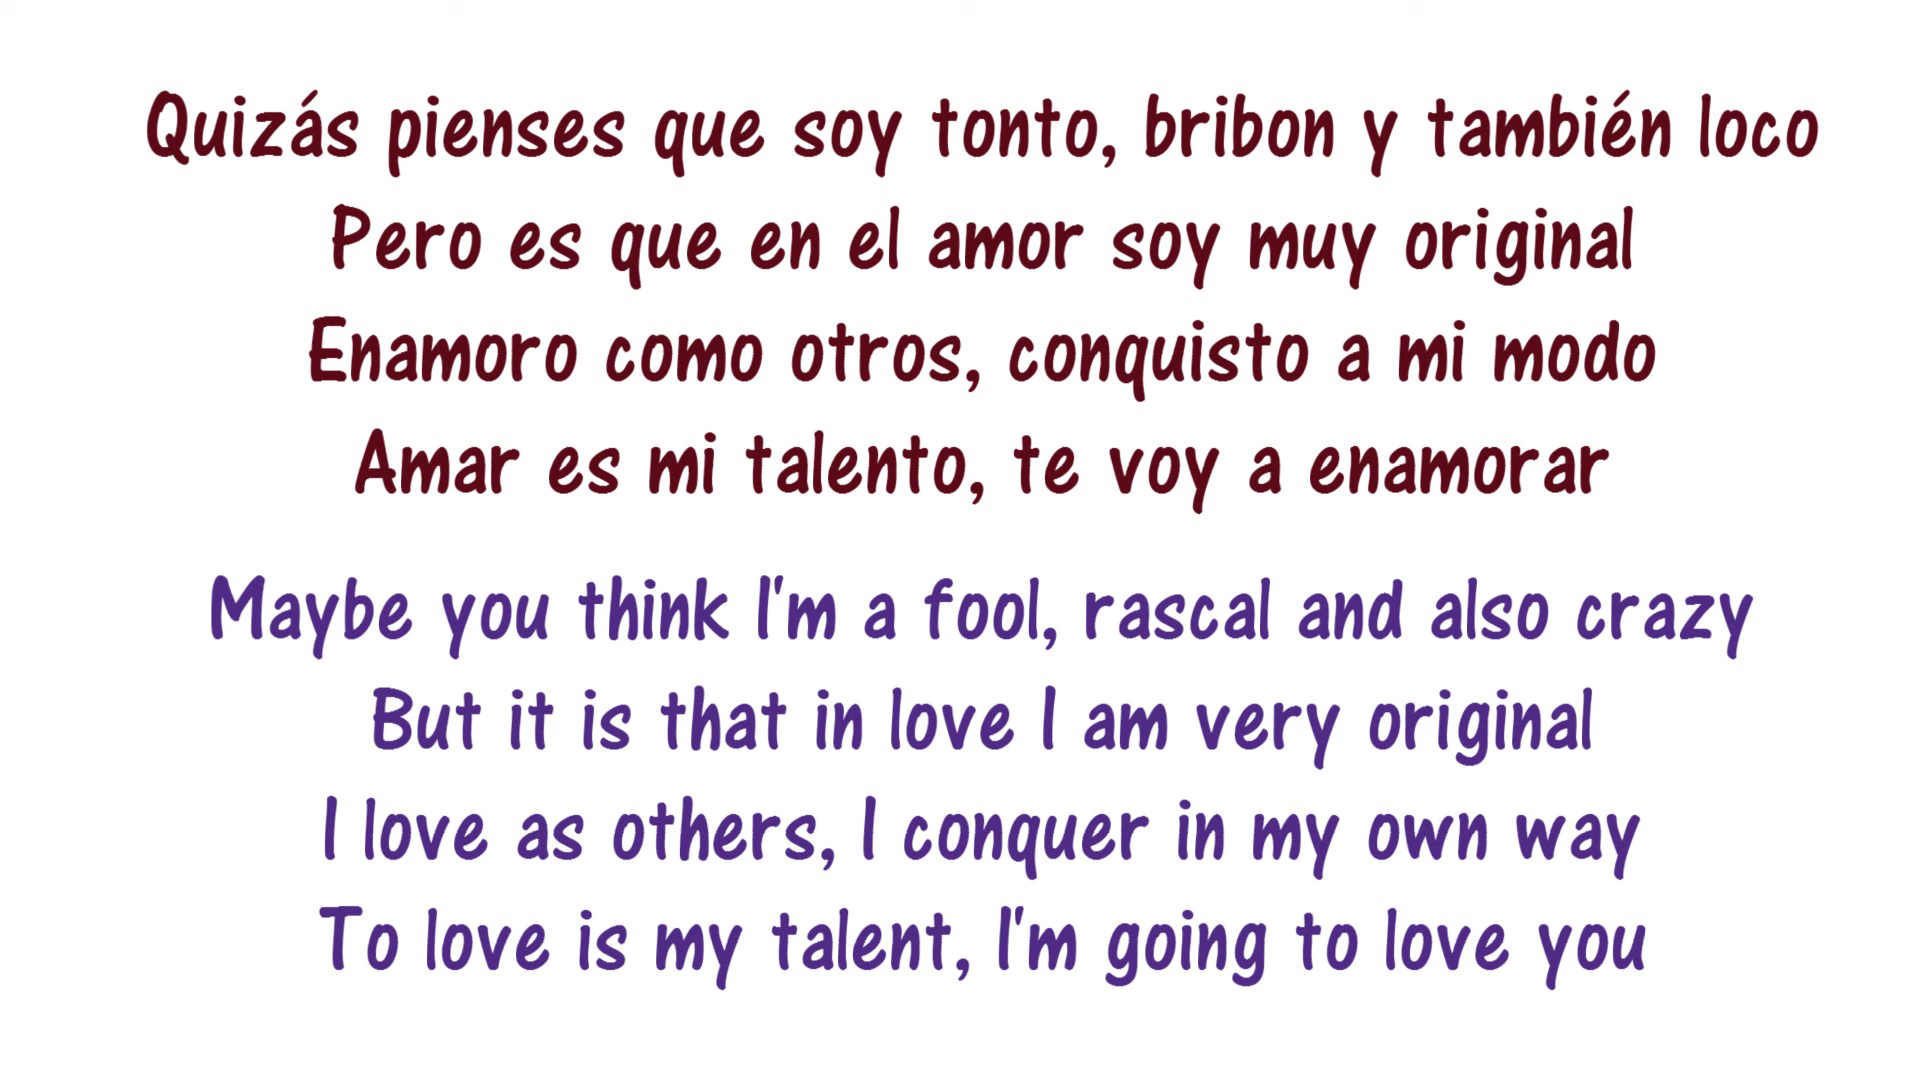 Quizás pienses que soy tonto, bribon y también loco
Pero es que en el amor soy muy original
Enamoro como otros, conquisto a mi modo
Amar es mi talento, te voy a enamorar
Maybe you think I'm a fool, rascal and also crazy
But it is that in love I am very original
I love as others, I conquer in my own way
To love is my talent, I'm going to love you